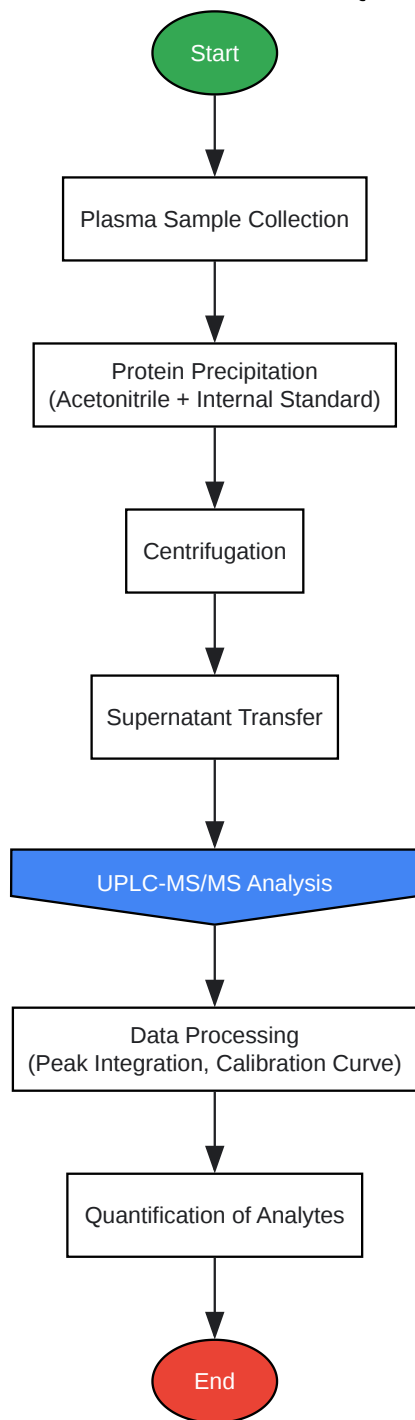 Start
Plasma Sample Collection
Protein Precipitation
(Acetonitrile + Internal Standard)
Centrifugation
Supernatant Transfer
UPLC-MS/MS Analysis
Data Processing
(Peak Integration, Calibration Curve)
Quantification of Analytes
End